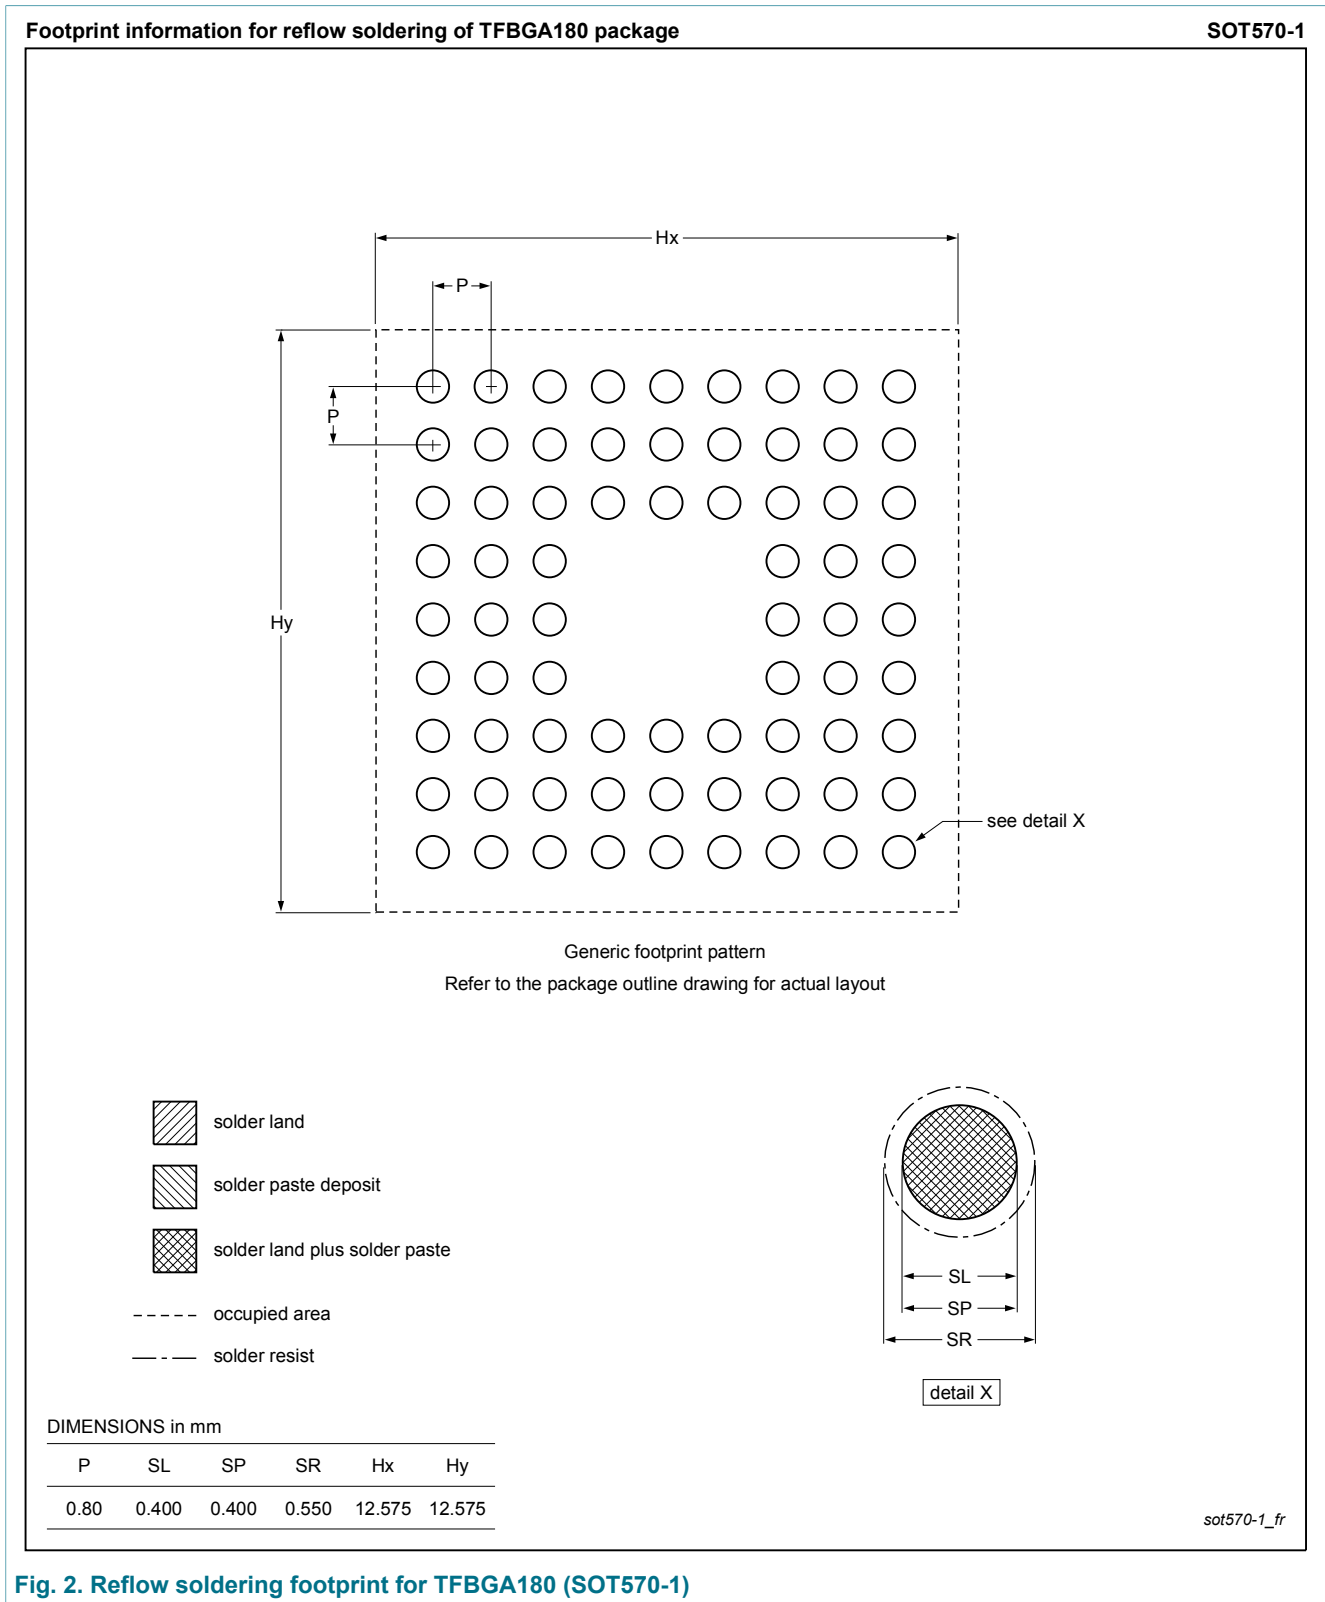 Footprint information for reflow soldering of TFBGA180 package SOT570-1
Hx
P
P
Hy
see detail X
Generic footprint pattern
Refer to the package outline drawing for actual layout
solder land
solder paste deposit
solder land plus solder paste
occupied area
solder resist
SL
SP
SR
detail X
DIMENSIONS in mm
P SL SP SR Hx Hy
0.80 0.400 0.400 0.550 12.575 12.575
sot570-1_fr
Fig. 2. Reflow soldering footprint for TFBGA180 (SOT570-1)